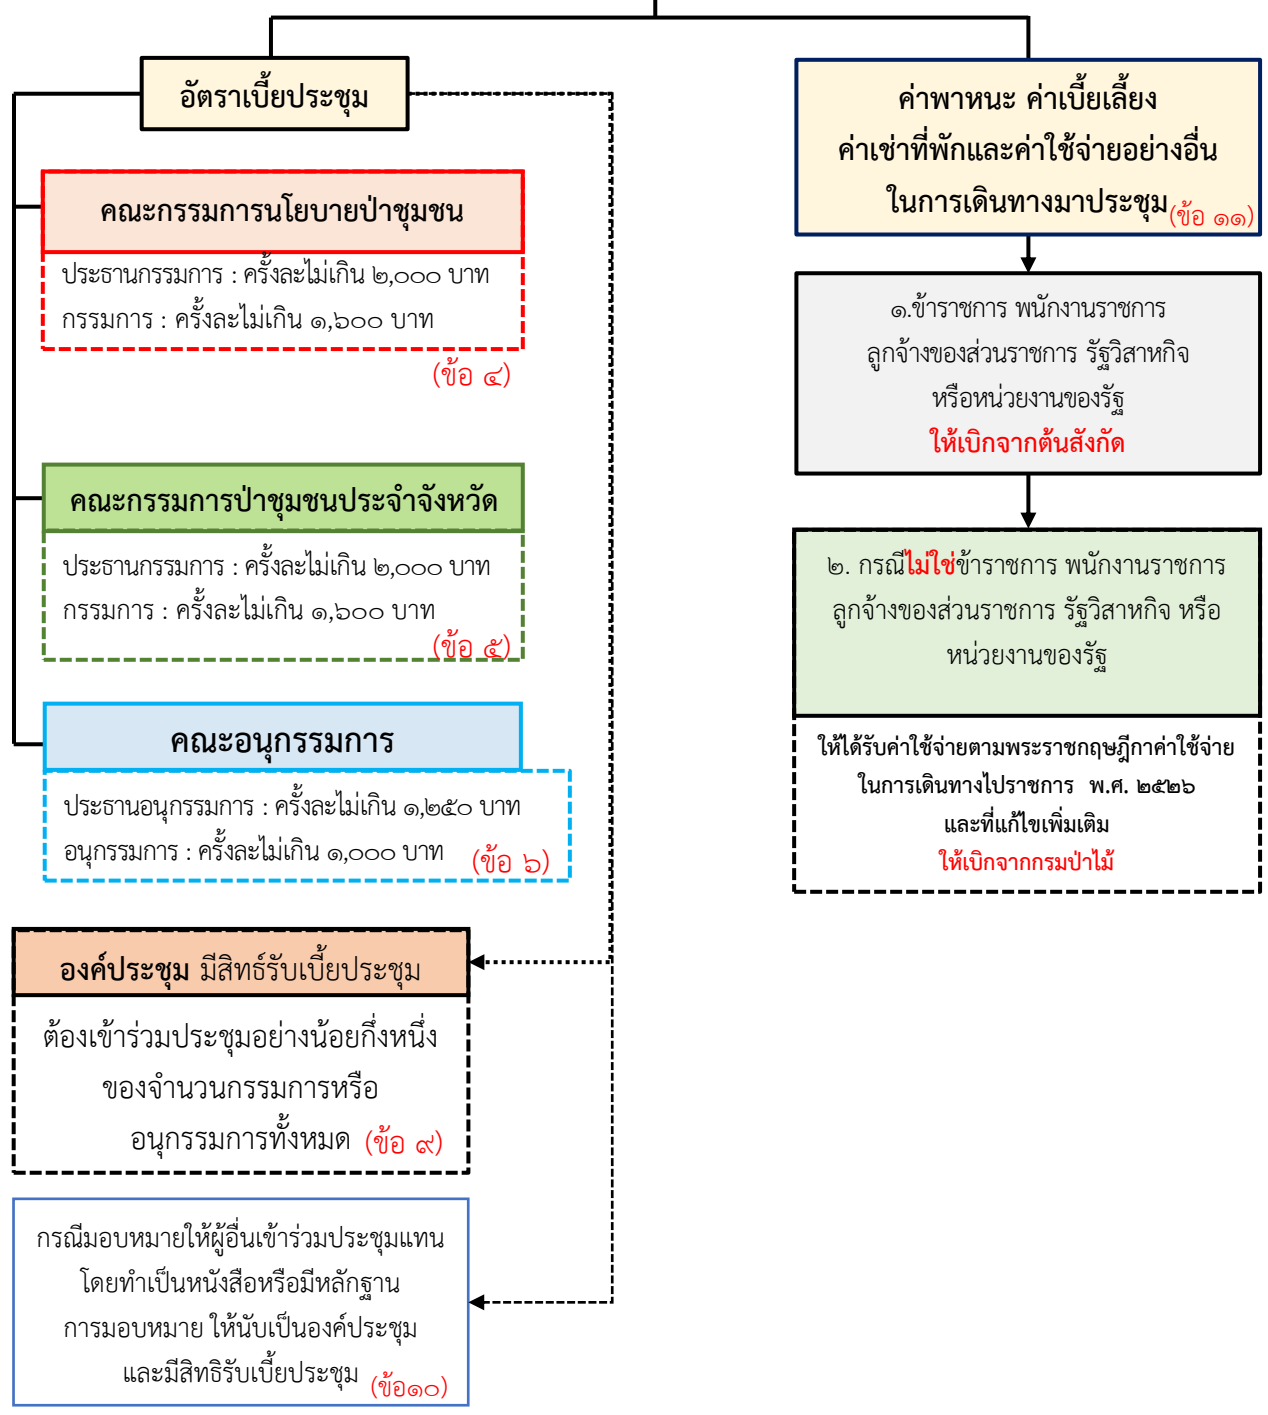 อัตราเบี้ยประชุม
คณะกรรมการนโยบายป่าชุมชน
ประธานกรรมการ : ครั้งละไม่เกิน ๒,๐๐๐ บาท
กรรมการ : ครั้งละไม่เกิน ๑,๖๐๐ บาท
(ข้อ ๔)
คณะกรรมการป่าชุมชนประจำจังหวัด
ประธานกรรมการ : ครั้งละไม่เกิน ๒,๐๐๐ บาท
กรรมการ : ครั้งละไม่เกิน ๑,๖๐๐ บาท
(ข้อ ๕)
คณะอนุกรรมการ
ประธานอนุกรรมการ : ครั้งละไม่เกิน ๑,๒๕๐ บาท
อนุกรรมการ : ครั้งละไม่เกิน ๑,๐๐๐ บาท (ข้อ ๖)
องค์ประชุม มีสิทธ์รับเบี้ยประชุม
ต้องเข้าร่วมประชุมอย่างน้อยกึ่งหนึ่ง
ของจำนวนกรรมการหรือ
อนุกรรมการทั้งหมด (ข้อ ๙)
กรณีมอบหมายให้ผู้อื่นเข้าร่วมประชุมแทน
โดยทำเป็นหนังสือหรือมีหลักฐาน
การมอบหมาย ให้นับเป็นองค์ประชุม
และมีสิทธิรับเบี้ยประชุม (ข้อ๑๐)
ค่าพาหนะ ค่าเบี้ยเลี้ยง
ค่าเช่าที่พักและค่าใช้จ่ายอย่างอื่น
ในการเดินทางมาประชุม (ข้อ ๑๑)
๑.ข้าราชการ พนักงานราชการ
ลูกจ้างของส่วนราชการ รัฐวิสาหกิจ
หรือหน่วยงานของรัฐ
ให้เบิกจากต้นสังกัด
๒. กรณีไม่ใช่ข้าราชการ พนักงานราชการ
ลูกจ้างของส่วนราชการ รัฐวิสาหกิจ หรือ
หน่วยงานของรัฐ
ให้ได้รับค่าใช้จ่ายตามพระราชกฤษฎีกาค่าใช้จ่าย
ในการเดินทางไปราชการ พ.ศ. ๒๕๒๖
และที่แก้ไขเพิ่มเติม
ให้เบิกจากกรมป่าไม้